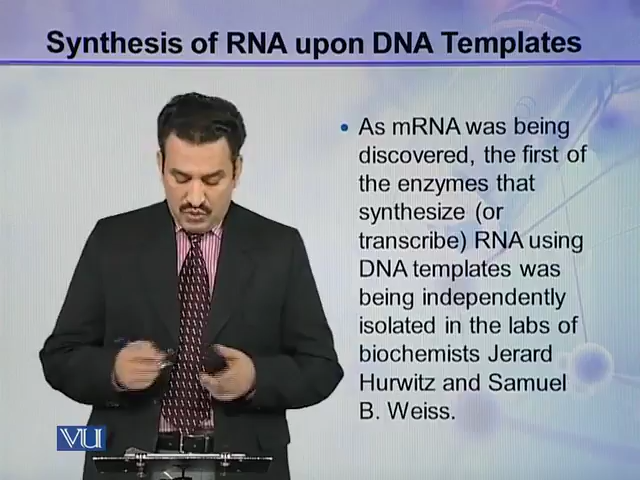 Synthesis of RNA upon DNA Templates
• As mRNA was being
discovered, the first of
the enzymes that
synthesize (or
transcribe) RNA using
DNA templates was
being independently
isolated in the labs of
biochemists Jerard
Hurwitz and Samuel
B. Weiss.
VU